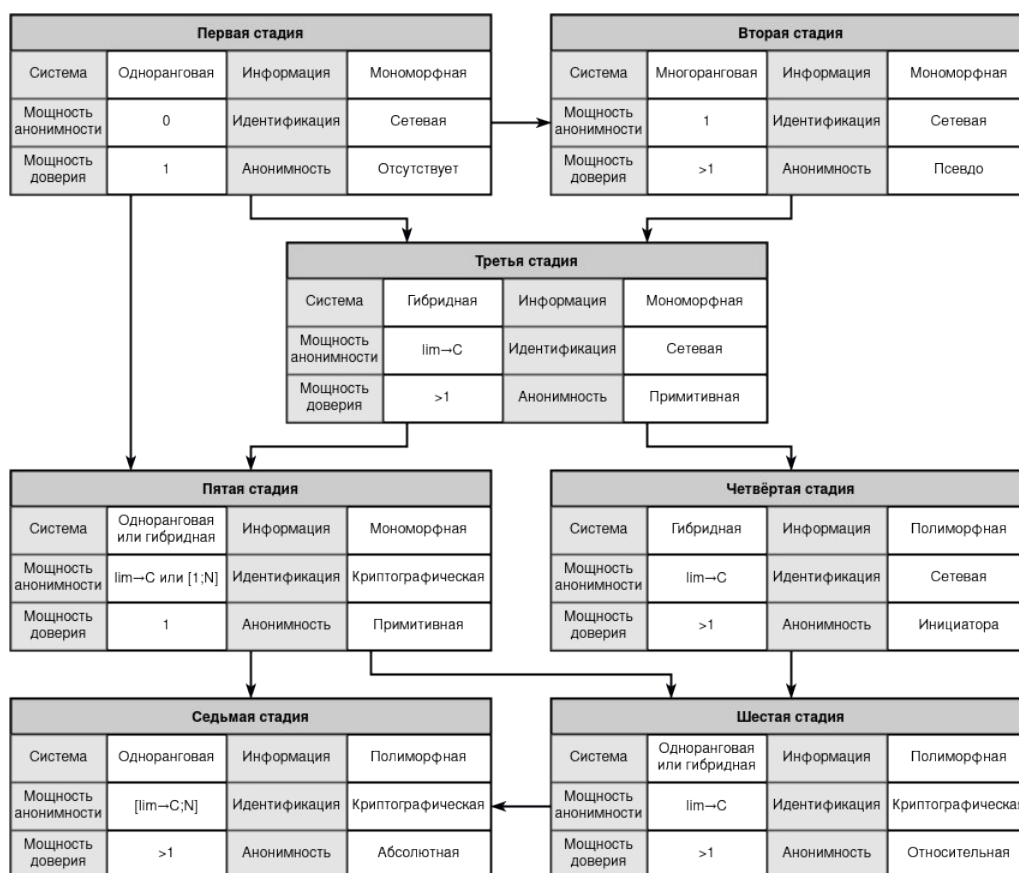 Первая стадия
Система Одноранговая Информация Мономорфная
Мощность анонимности 0 Идентификация Сетевая
Мощность доверия 1 Анонимность Отсутствует
Вторая стадия
Система Многоранговая Информация Мономорфная
Мощность анонимности 1 Идентификация Сетевая
Мощность доверия >1 Анонимность Псевдо
Третья стадия
Система Гибридная Информация Мономорфная
Мощность анонимности lim→C Идентификация Сетевая
Мощность доверия >1 Анонимность Примитивная
Пятая стадия
Система Одноранговая или гибридная Информация Мономорфная
Мощность анонимности lim→C или [1;N] Идентификация Криптографическая
Мощность доверия 1 Анонимность Примитивная
Четвёртая стадия
Система Гибридная Информация Полиморфная
Мощность анонимности lim→C Идентификация Сетевая
Мощность доверия >1 Анонимность Инициатора
Седьмая стадия
Система Одноранговая Информация Полиморфная
Мощность анонимности [lim→C;N] Идентификация Криптографическая
Мощность доверия >1 Анонимность Абсолютная
Шестая стадия
Система Одноранговая или гибридная Информация Полиморфная
Мощность анонимности lim→C Идентификация Криптографическая
Мощность доверия >1 Анонимность Относительная